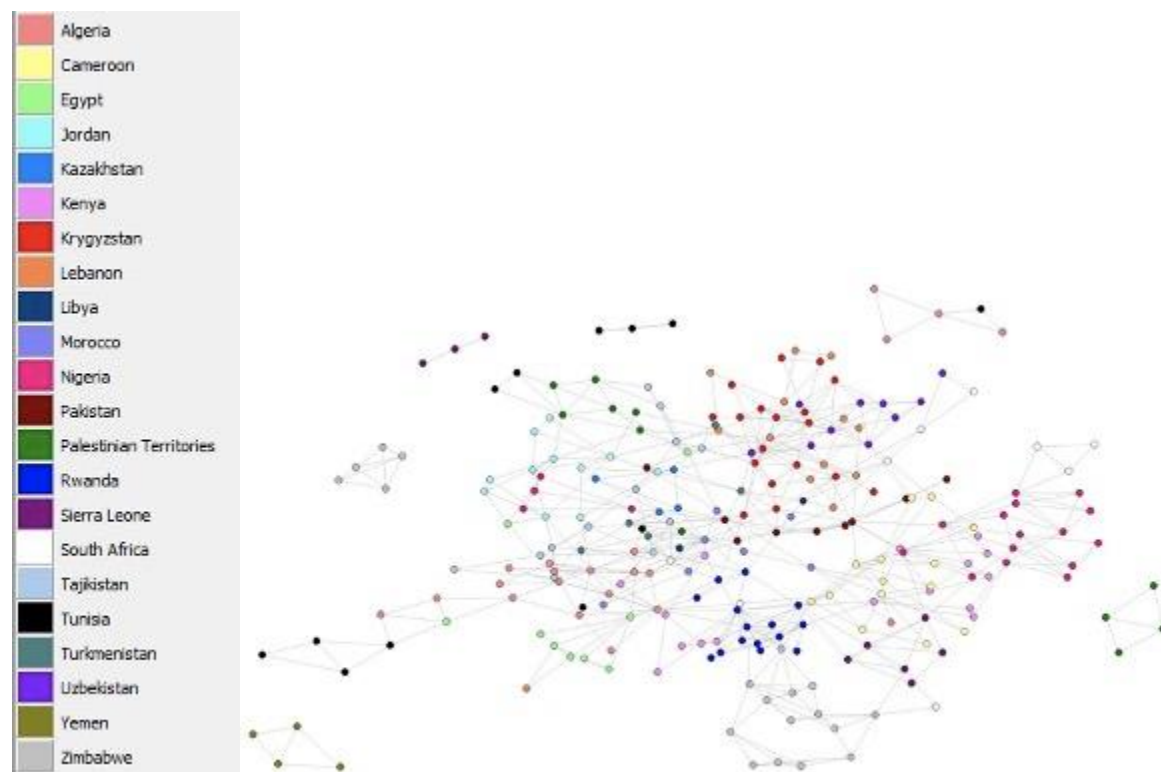 Algeria
Cameroon
Egypt
Jordan
Kazakhstan
Kenya
Krygyzstan
Lebanon
Libya
Morocco
Nigeria
Pakistan
Palestinian Territories
Rwanda
Sierra Leone
South Africa
Tajikistan
Tunisia
Turkmenistan
Uzbekistan
Yemen
Zimbabwe